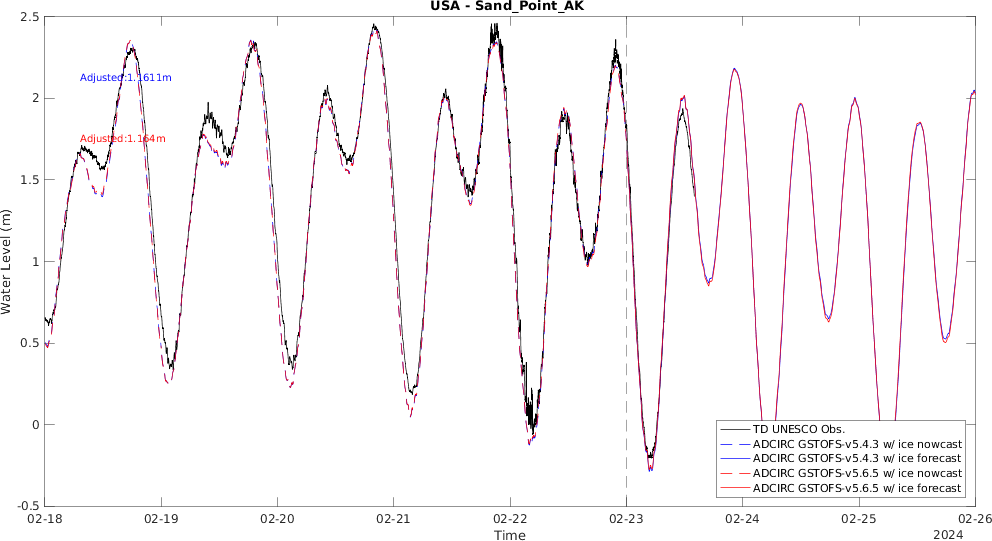 USA - Sand_Point_AK
2.5
2
1.5
1
0.5
0
-0.5
Water Level (m)
Adjusted:1.1611m
Adjusted:1.164m
TD UNESCO Obs.
ADCIRC GSTOFS-v5.4.3 w/ ice nowcast
ADCIRC GSTOFS-v5.4.3 w/ ice forecast
ADCIRC GSTOFS-v5.6.5 w/ ice nowcast
ADCIRC GSTOFS-v5.6.5 w/ ice forecast
02-18 02-19 02-20 02-21 02-22 02-23 02-24 02-25 02-26
Time
2024